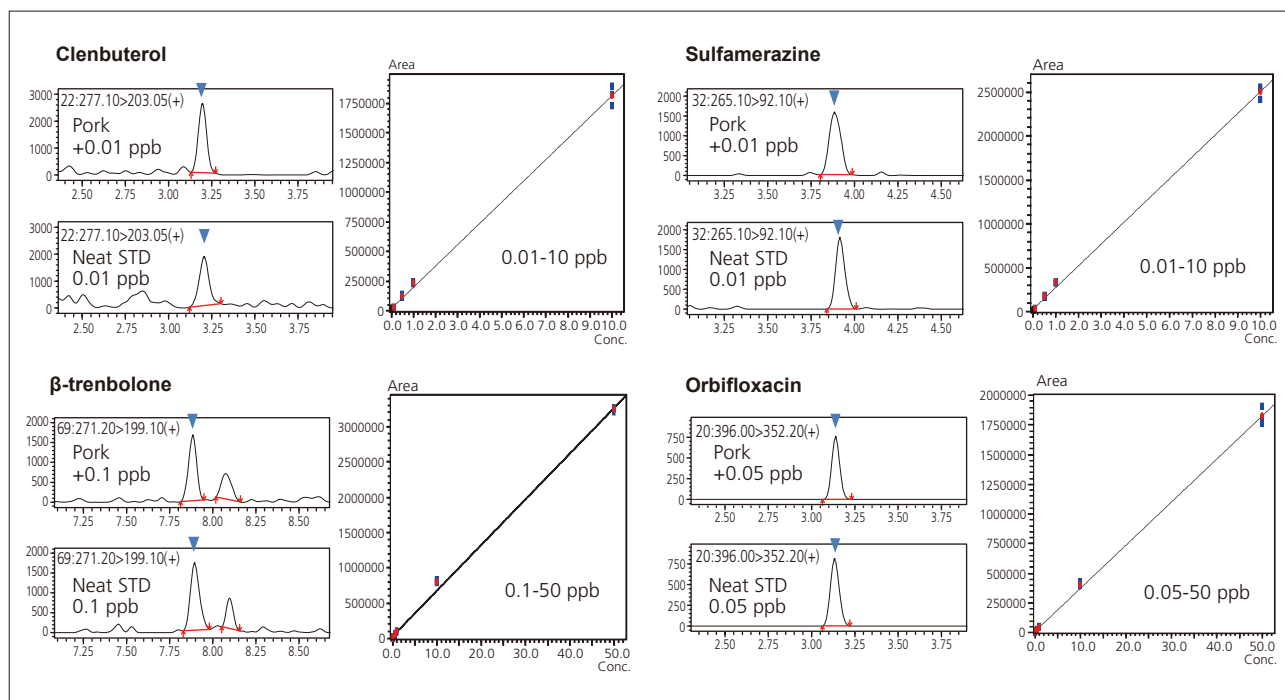 Clenbuterol
3000
2000
1000
0
22:277.10>203.05(+)
Pork
+0.01 ppb
2.50 2.75 3.00 3.25 3.50 3.75
3000
2000
1000
0
22:277.10>203.05(+)
Neat STD
0.01 ppb
2.50 2.75 3.00 3.25 3.50 3.75
Area
1750000
1500000
1250000
1000000
750000
500000
250000
0
0.01-10 ppb
0.0 1.0 2.0 3.0 4.0 5.0 6.0 7.0 8.0 9.0 10.0
Conc.
Sulfamerazine
2000
1500
1000
500
0
32:265.10>92.10(+)
Pork
+0.01 ppb
3.25 3.50 3.75 4.00 4.25 4.50
2000
1500
1000
500
0
32:265.10>92.10(+)
Neat STD
0.01 ppb
3.25 3.50 3.75 4.00 4.25 4.50
Area
2500000
2000000
1500000
1000000
500000
0
0.01-10 ppb
0.0 1.0 2.0 3.0 4.0 5.0 6.0 7.0 8.0 9.0 10.0
Conc.
β-trenbolone
2000
1500
1000
500
0
69:271.20>199.10(+)
Pork
+0.1 ppb
7.25 7.50 7.75 8.00 8.25 8.50
2000
1500
1000
500
0
69:271.20>199.10(+)
Neat STD
0.1 ppb
7.25 7.50 7.75 8.00 8.25 8.50
Area
3000000
2500000
2000000
1500000
1000000
500000
0
0.1-50 ppb
0.0 10.0 20.0 30.0 40.0 50.0
Conc.
Orbifloxacin
750
500
250
0
20:396.00>352.20(+)
Pork
+0.05 ppb
2.50 2.75 3.00 3.25 3.50 3.75
750
500
250
0
20:396.00>352.20(+)
Neat STD
0.05 ppb
2.50 2.75 3.00 3.25 3.50 3.75
Area
2000000
1750000
1500000
1250000
1000000
750000
500000
250000
0
0.05-50 ppb
0.0 10.0 20.0 30.0 40.0 50.0
Conc.